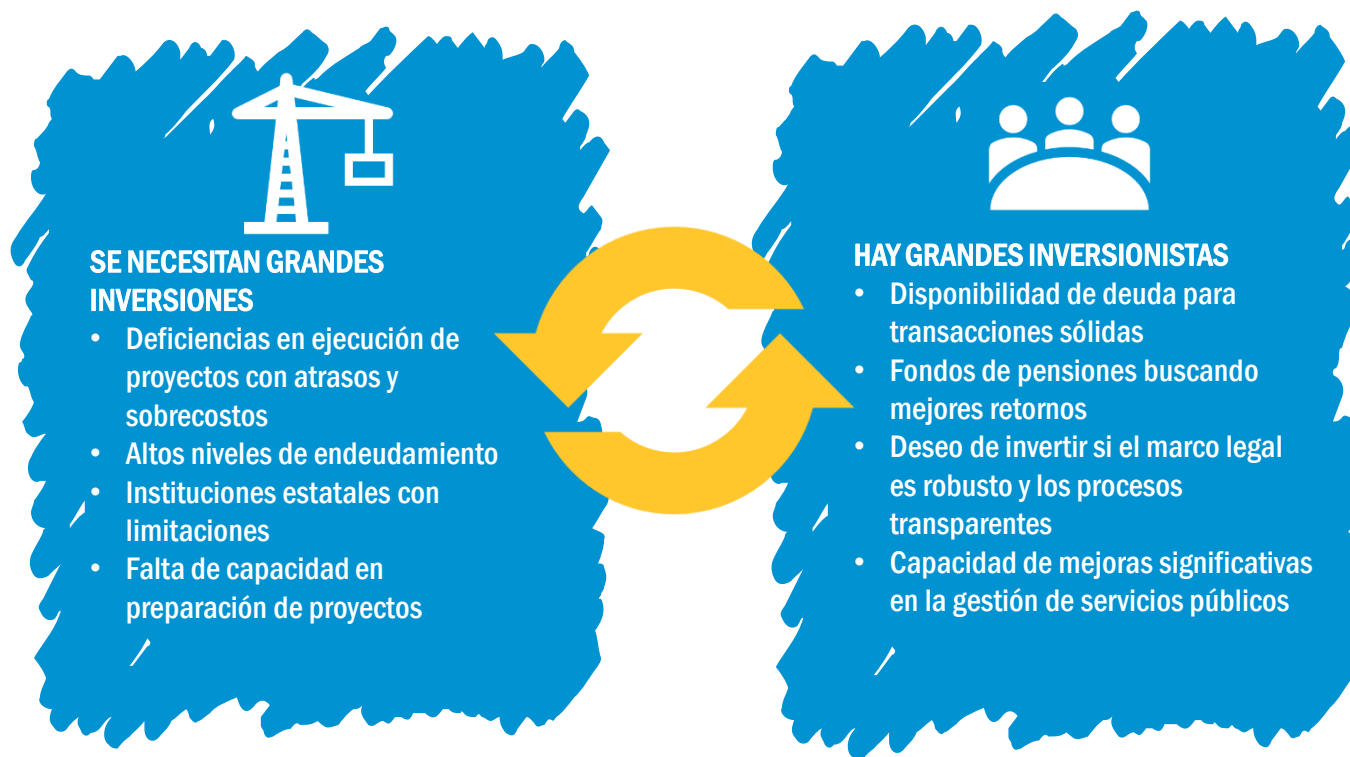 SE NECESITAN GRANDES
INVERSIONES
• Deficiencias en ejecución de
proyectos con atrasos y
sobrecostos
• Altos niveles de endeudamiento
• Instituciones estatales con
limitaciones
• Falta de capacidad en
preparación de proyectos
HAY GRANDES INVERSIONISTAS
• Disponibilidad de deuda para
transacciones sólidas
• Fondos de pensiones buscando
mejores retornos
• Deseo de invertir si el marco legal
es robusto y los procesos
transparentes
• Capacidad de mejoras significativas
en la gestión de servicios públicos